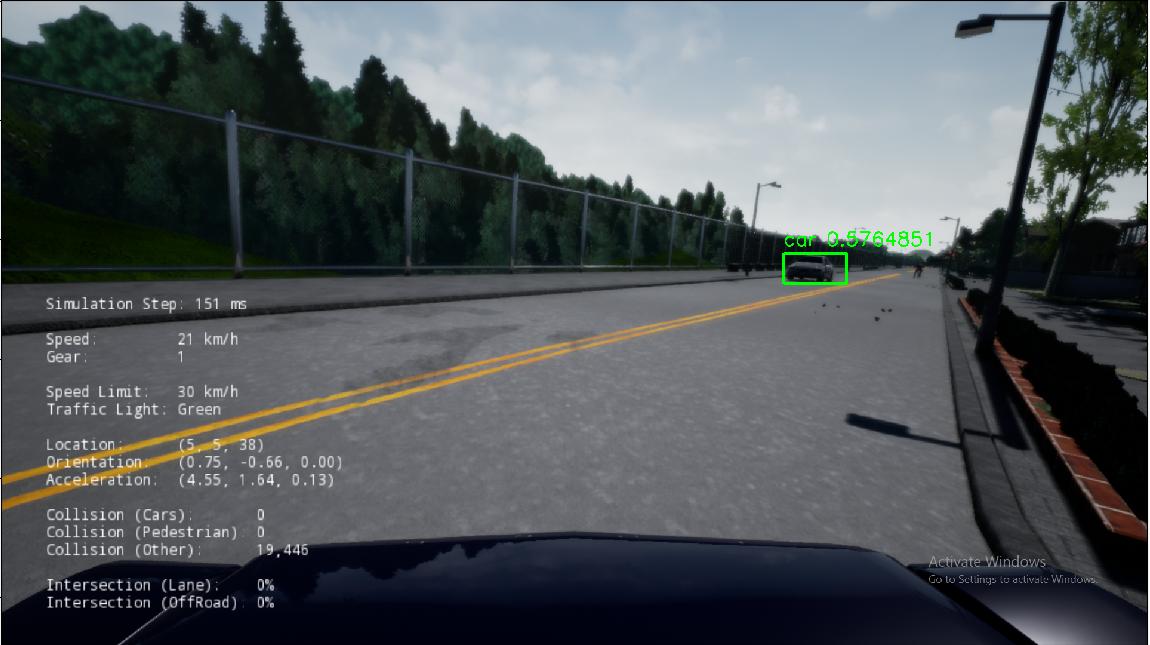 car 0.5764851
Simulation Step: 151 ms
Speed: 21 km/h
Gear: 1
Speed Limit: 30 km/h
Traffic Light: Green
Location: (5, 5, 38)
Orientation: (0.75, -0.66, 0.00)
Acceleration: (4.55, 1.64, 0.13)
Collision (Cars): 0
Collision (Pedestrian): 0
Collision (Other): 19,446
Intersection (Lane): 0%
Intersection (OffRoad): 0%
Activate Windows
Go to Settings to activate Windows.